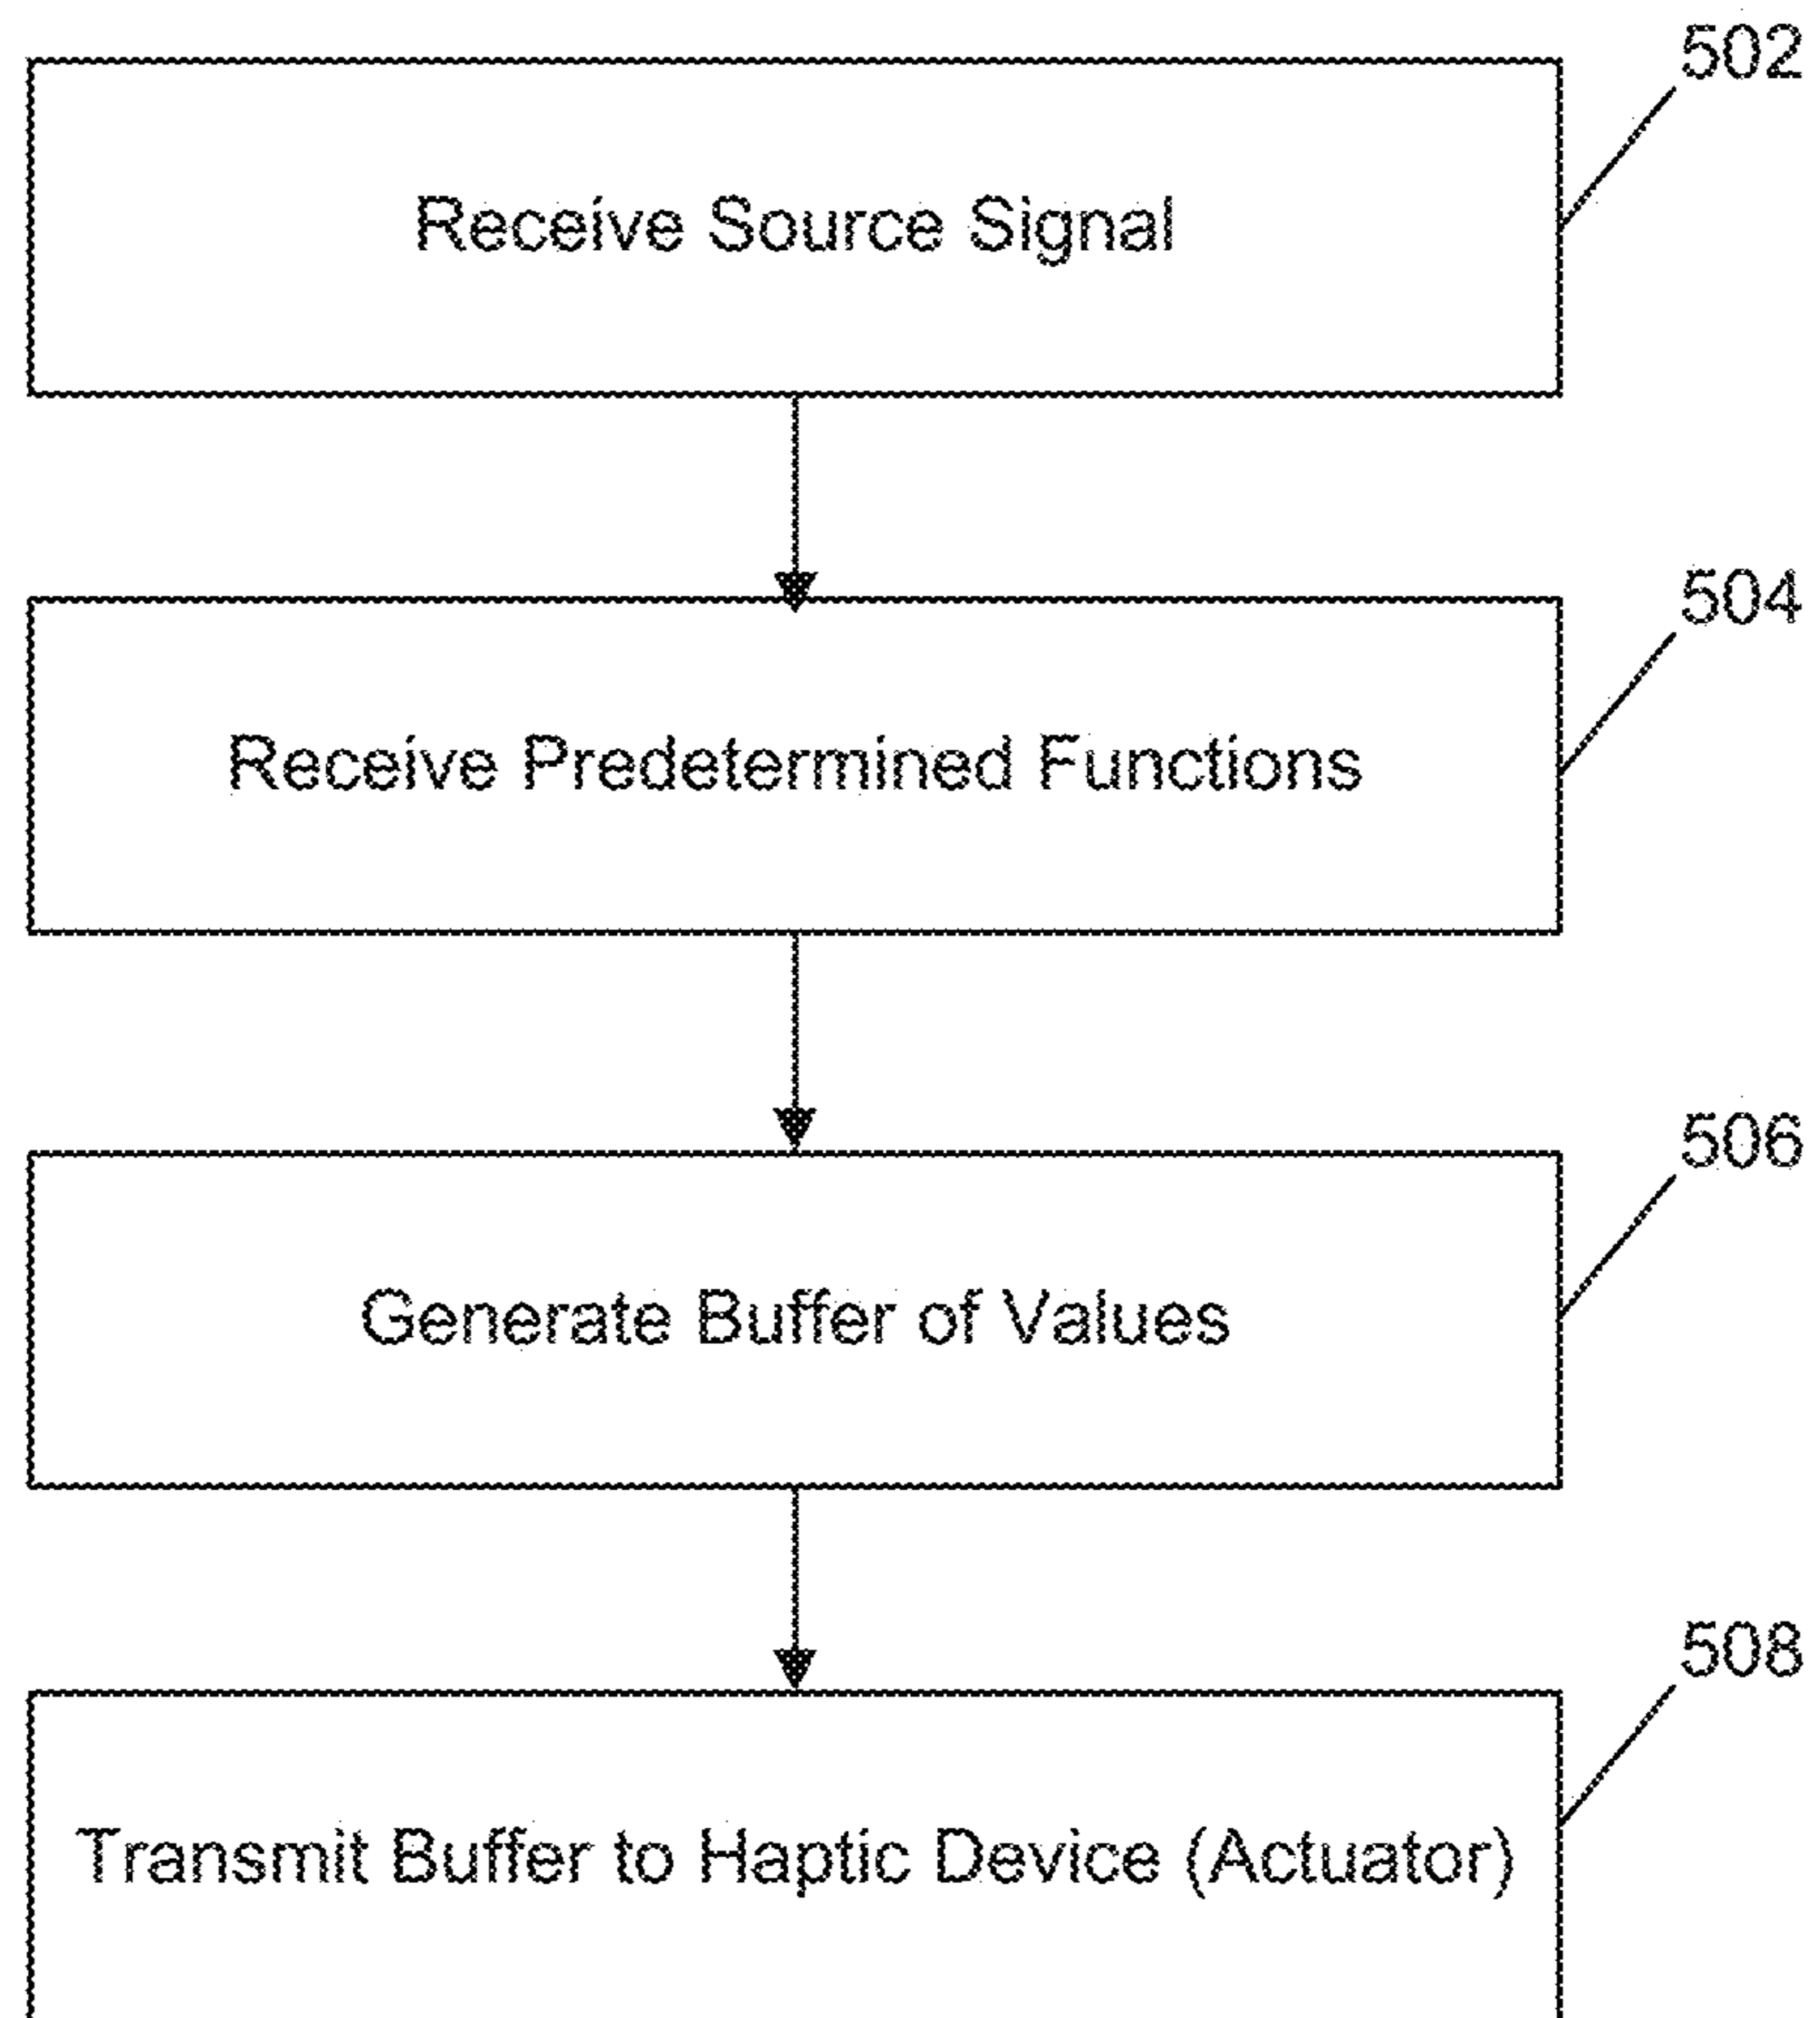 502
Receive Source Signal
504
Receive Predetermined Functions
506
Generate Buffer of Values
508
Transmit Buffer to Haptic Device (Actuator)